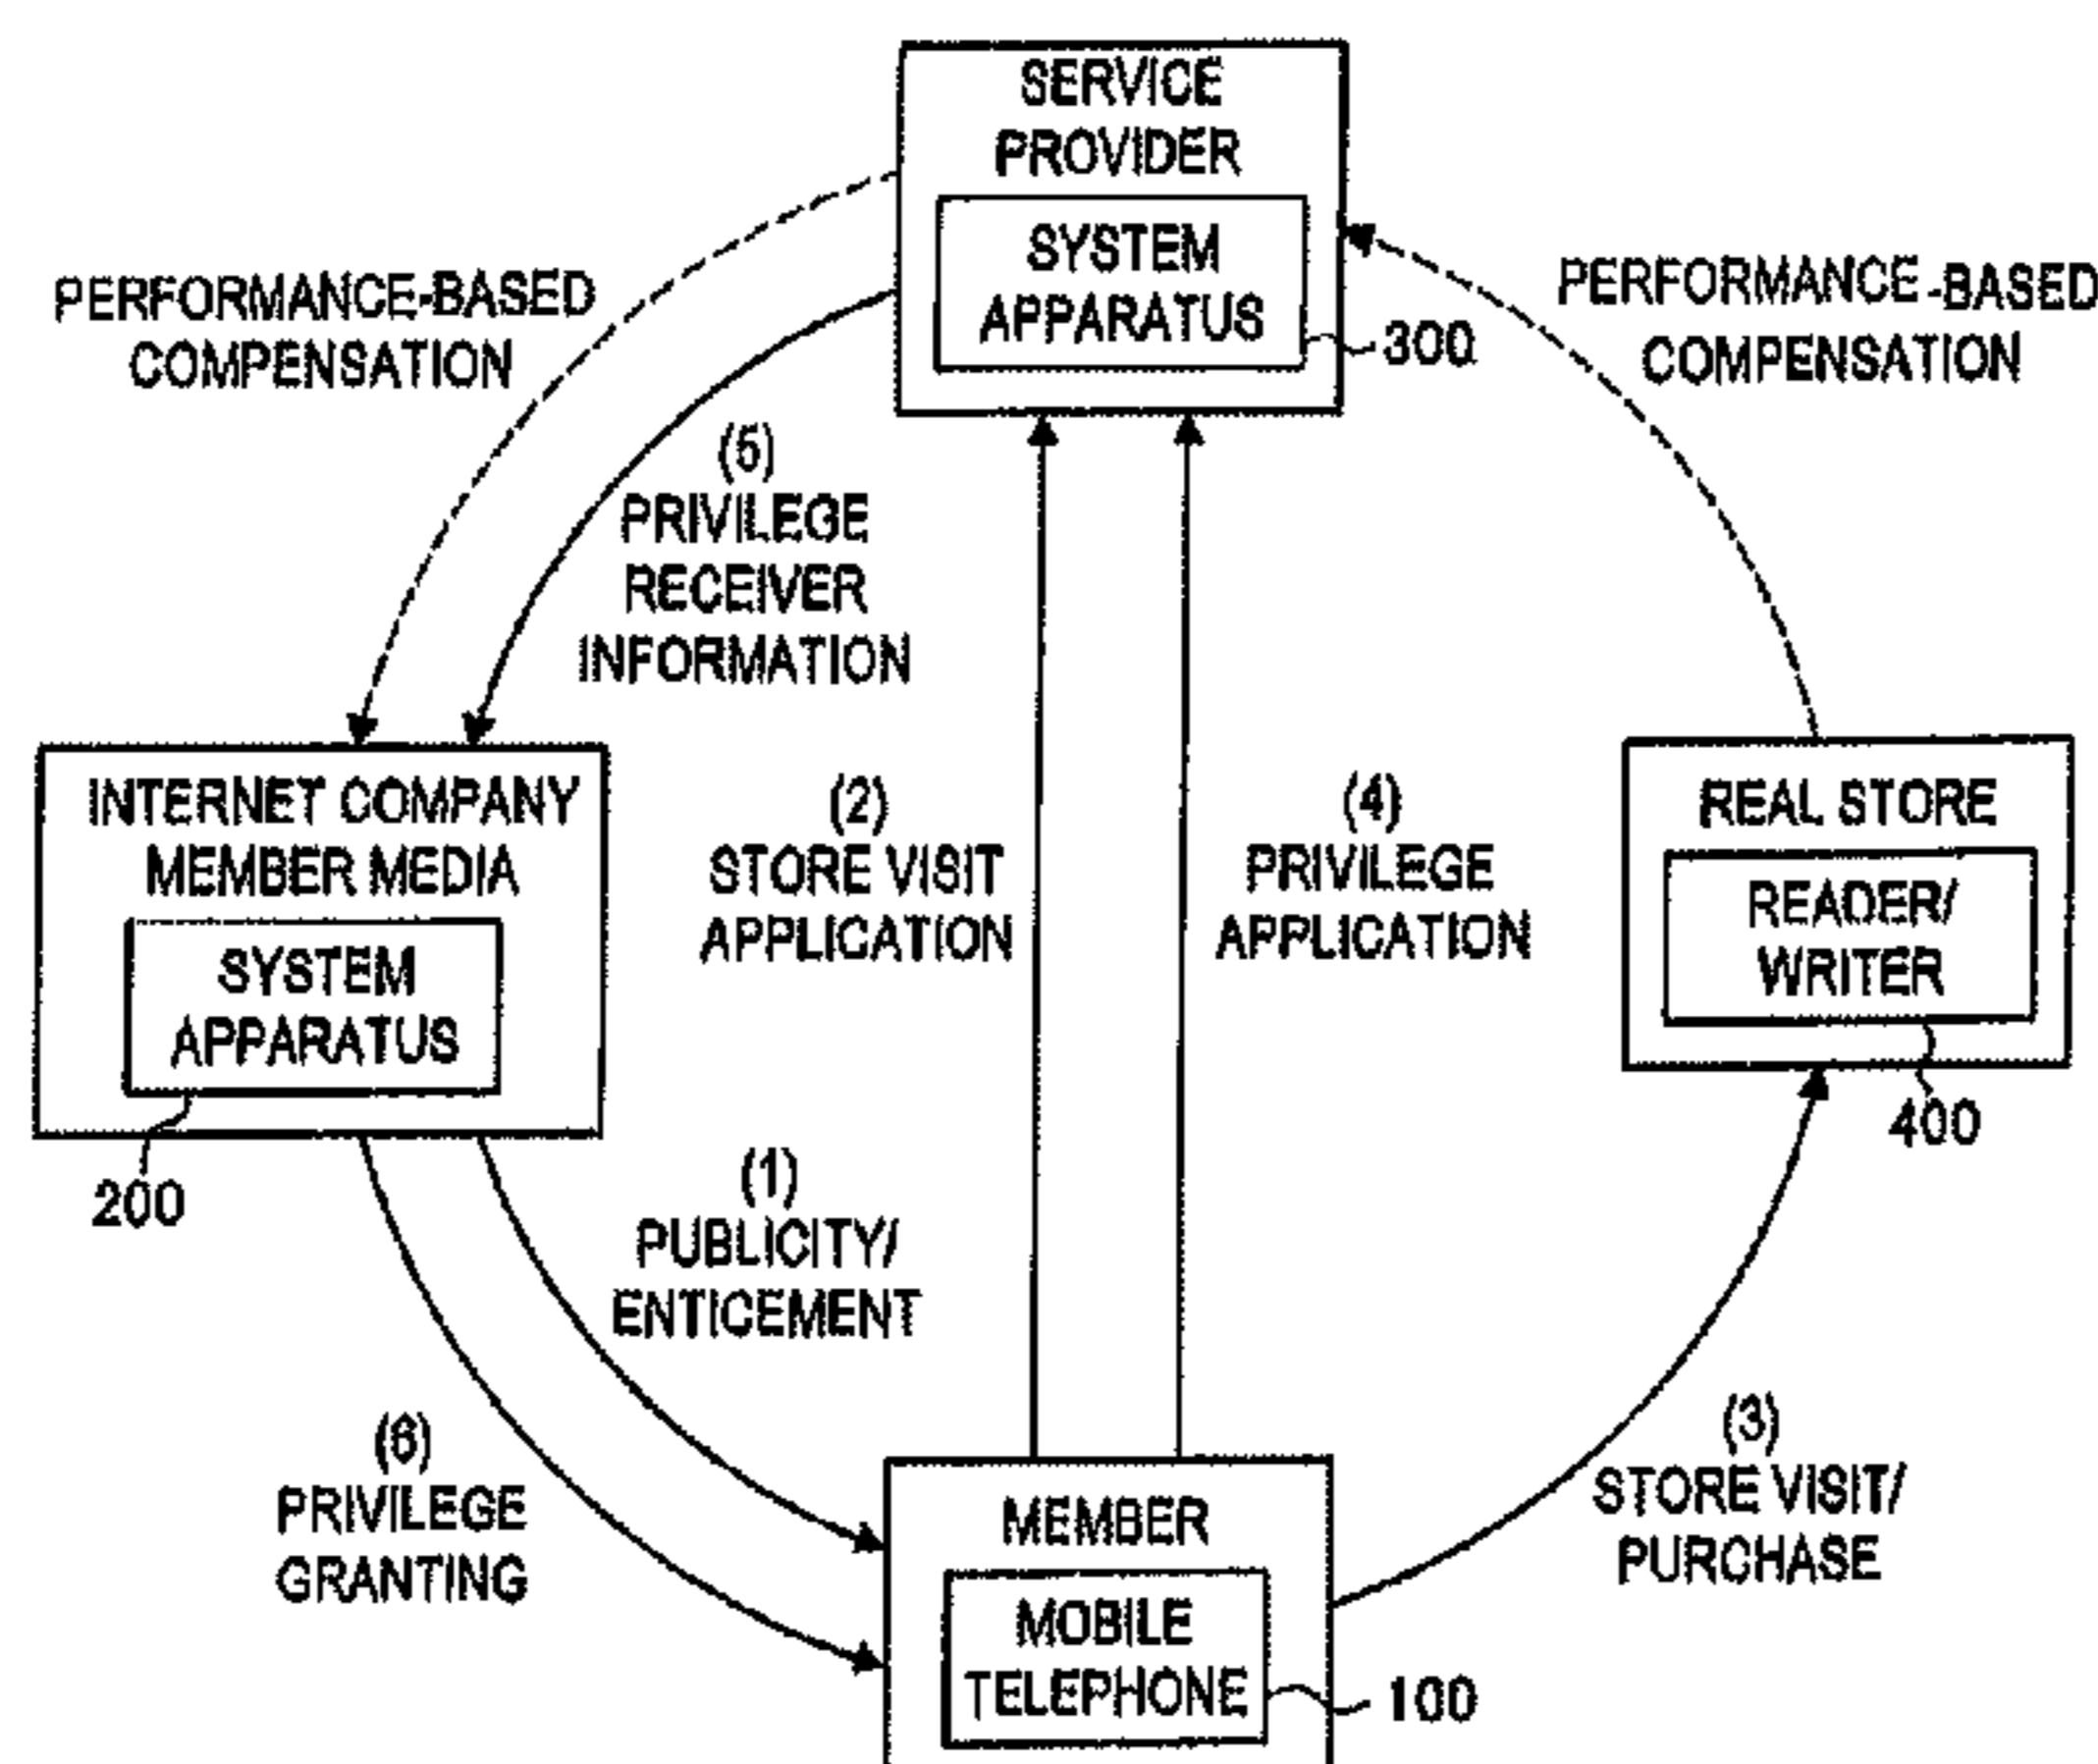 SERVICE
PROVIDER
SYSTEM
APPARATUS
300
PERFORMANCE-BASED
COMPENSATION
PERFORMANCE-BASED
COMPENSATION
(5)
PRIVILEGE
RECEIVER
INFORMATION
INTERNET COMPANY
MEMBER MEDIA
SYSTEM
APPARATUS
200
(2)
STORE VISIT
APPLICATION
(4)
PRIVILEGE
APPLICATION
REAL STORE
READER/
WRITER
400
(1)
PUBLICITY/
ENTICEMENT
(6)
PRIVILEGE
GRANTING
(3)
STORE VISIT/
PURCHASE
MEMBER
MOBILE
TELEPHONE
100